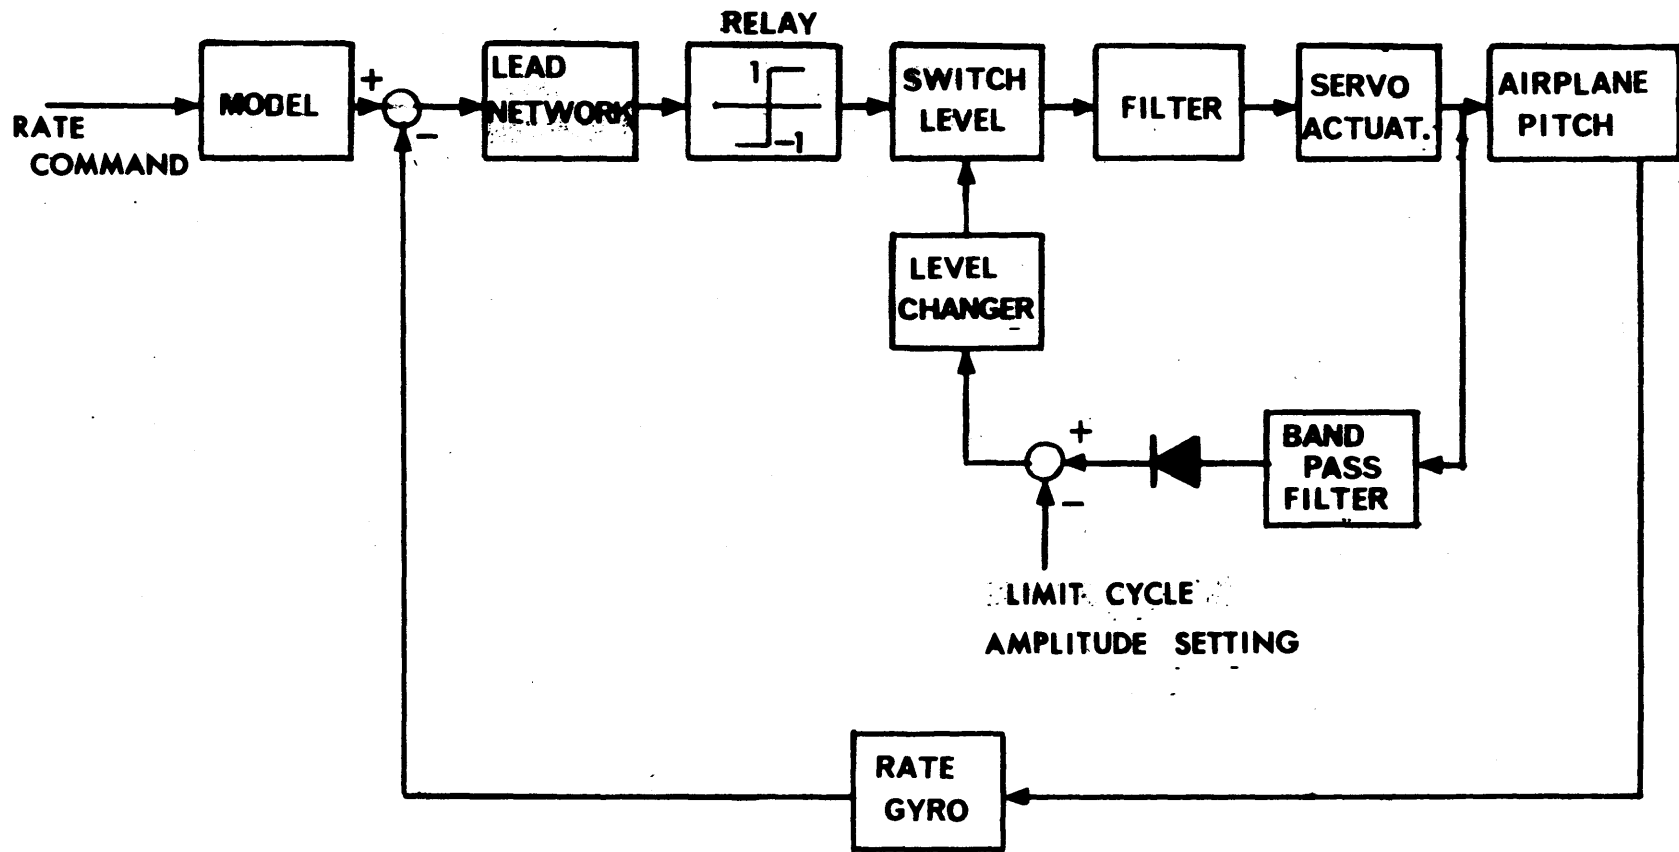 RELAY
RATE
COMMAND
MODEL
+
-
LEAD
NETWORK
1
-1
SWITCH
LEVEL
FILTER
SERVO
ACTUAT.
AIRPLANE
PITCH
LEVEL
CHANGER
BAND
PASS
FILTER
+
-
LIMIT CYCLE
AMPLITUDE SETTING
RATE
GYRO